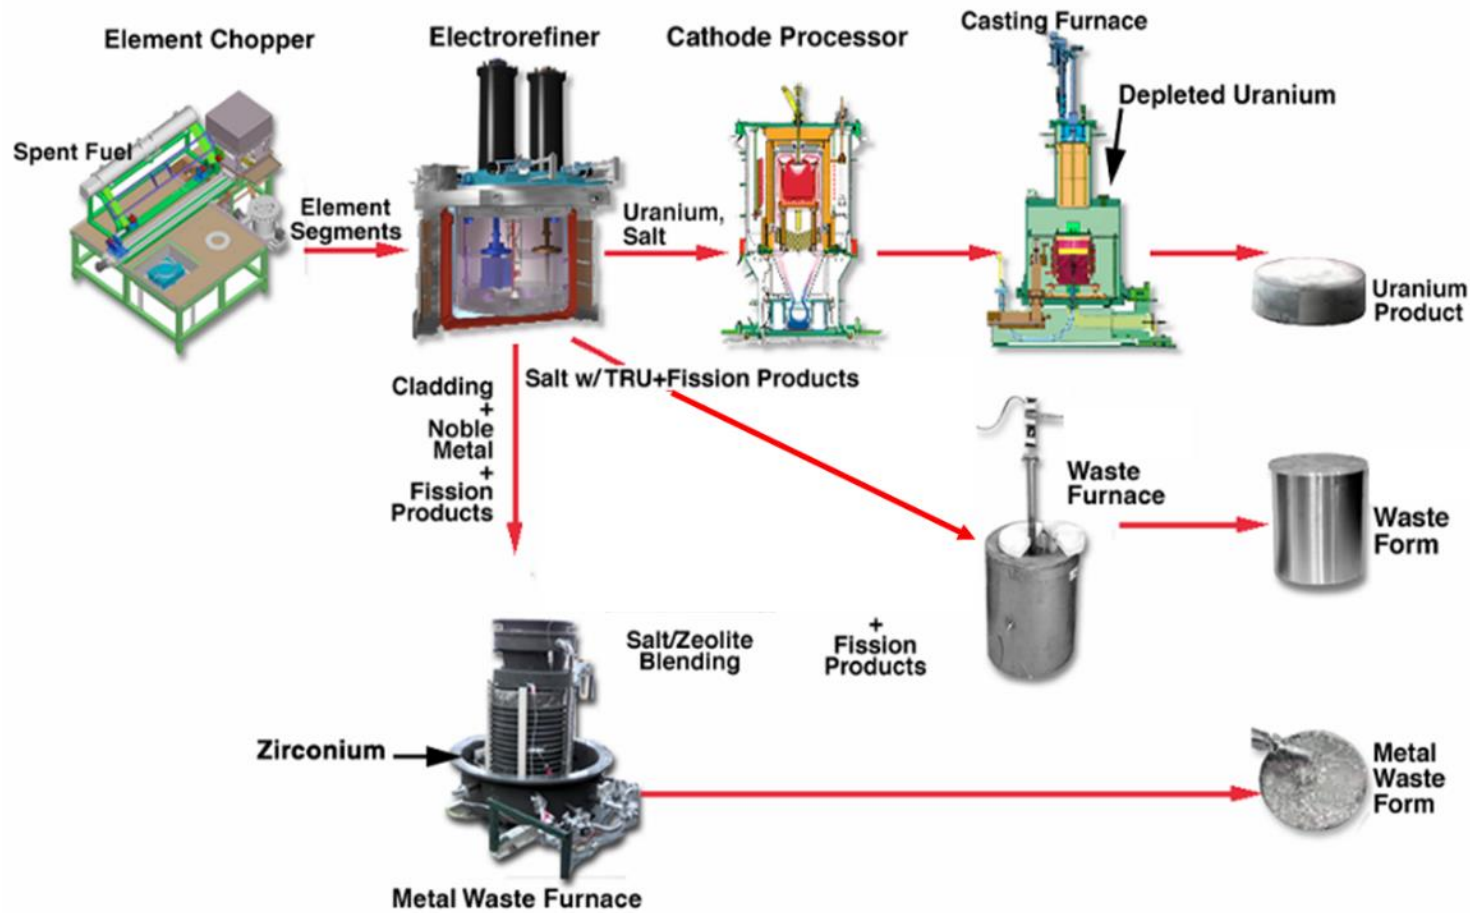 Element Chopper
Electrorefiner
Cathode Processor
Casting Furnace
Depleted Uranium
Spent Fuel
Element
Segments
Uranium,
Salt
Uranium
Product
Cladding
+
Noble
Metal
+
Fission
Products
Salt w/TRU+Fission Products
Waste
Furnace
Waste
Form
Salt/Zeolite
Blending
+
Fission
Products
Zirconium
Metal
Waste
Form
Metal Waste Furnace